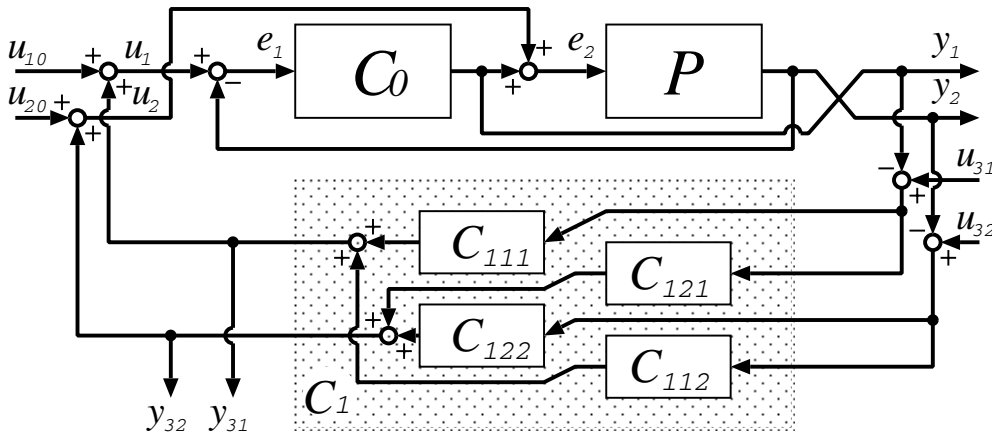 u10 + u1 + e1 C0 + e2 P y1
+ − +
u20 + u2 y2
+
− u31
+
− u32
+
+ C111
+
C121
+ C122
+
C112
C1
y32 y31